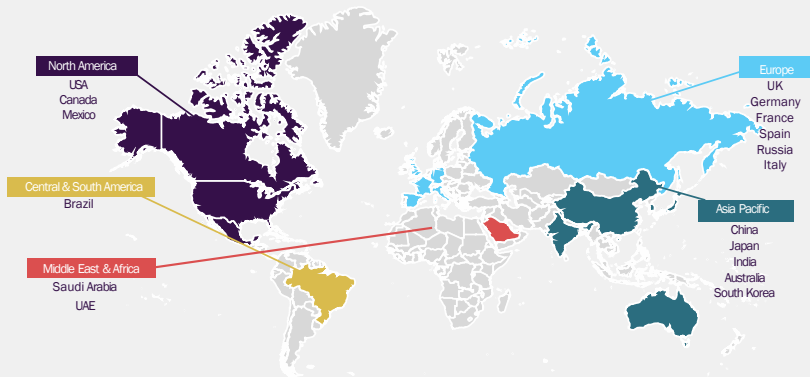 North America
USA
Canada
Mexico
Central & South America
Brazil
Middle East & Africa
Saudi Arabia
UAE
Europe
UK
Germany
France
Spain
Russia
Italy
Asia Pacific
China
Japan
India
Australia
South Korea